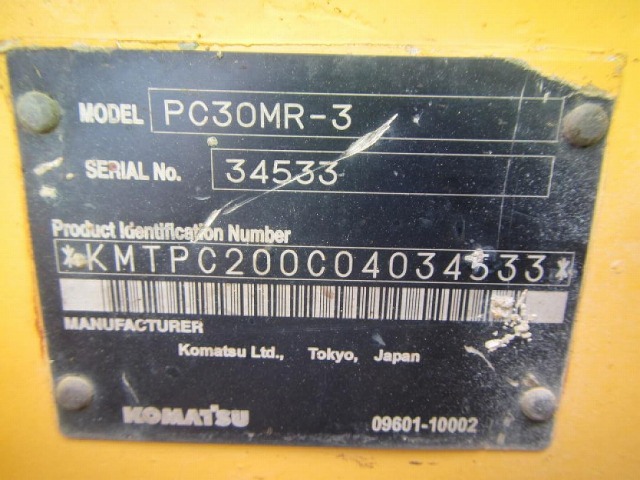 MODEL PC30MR-3
SERIAL No. 34533
Product Identification Number
*KMTPC200C04034533*
MANUFACTURER
Komatsu Ltd., Tokyo, Japan
KOMATSU 09601-10002